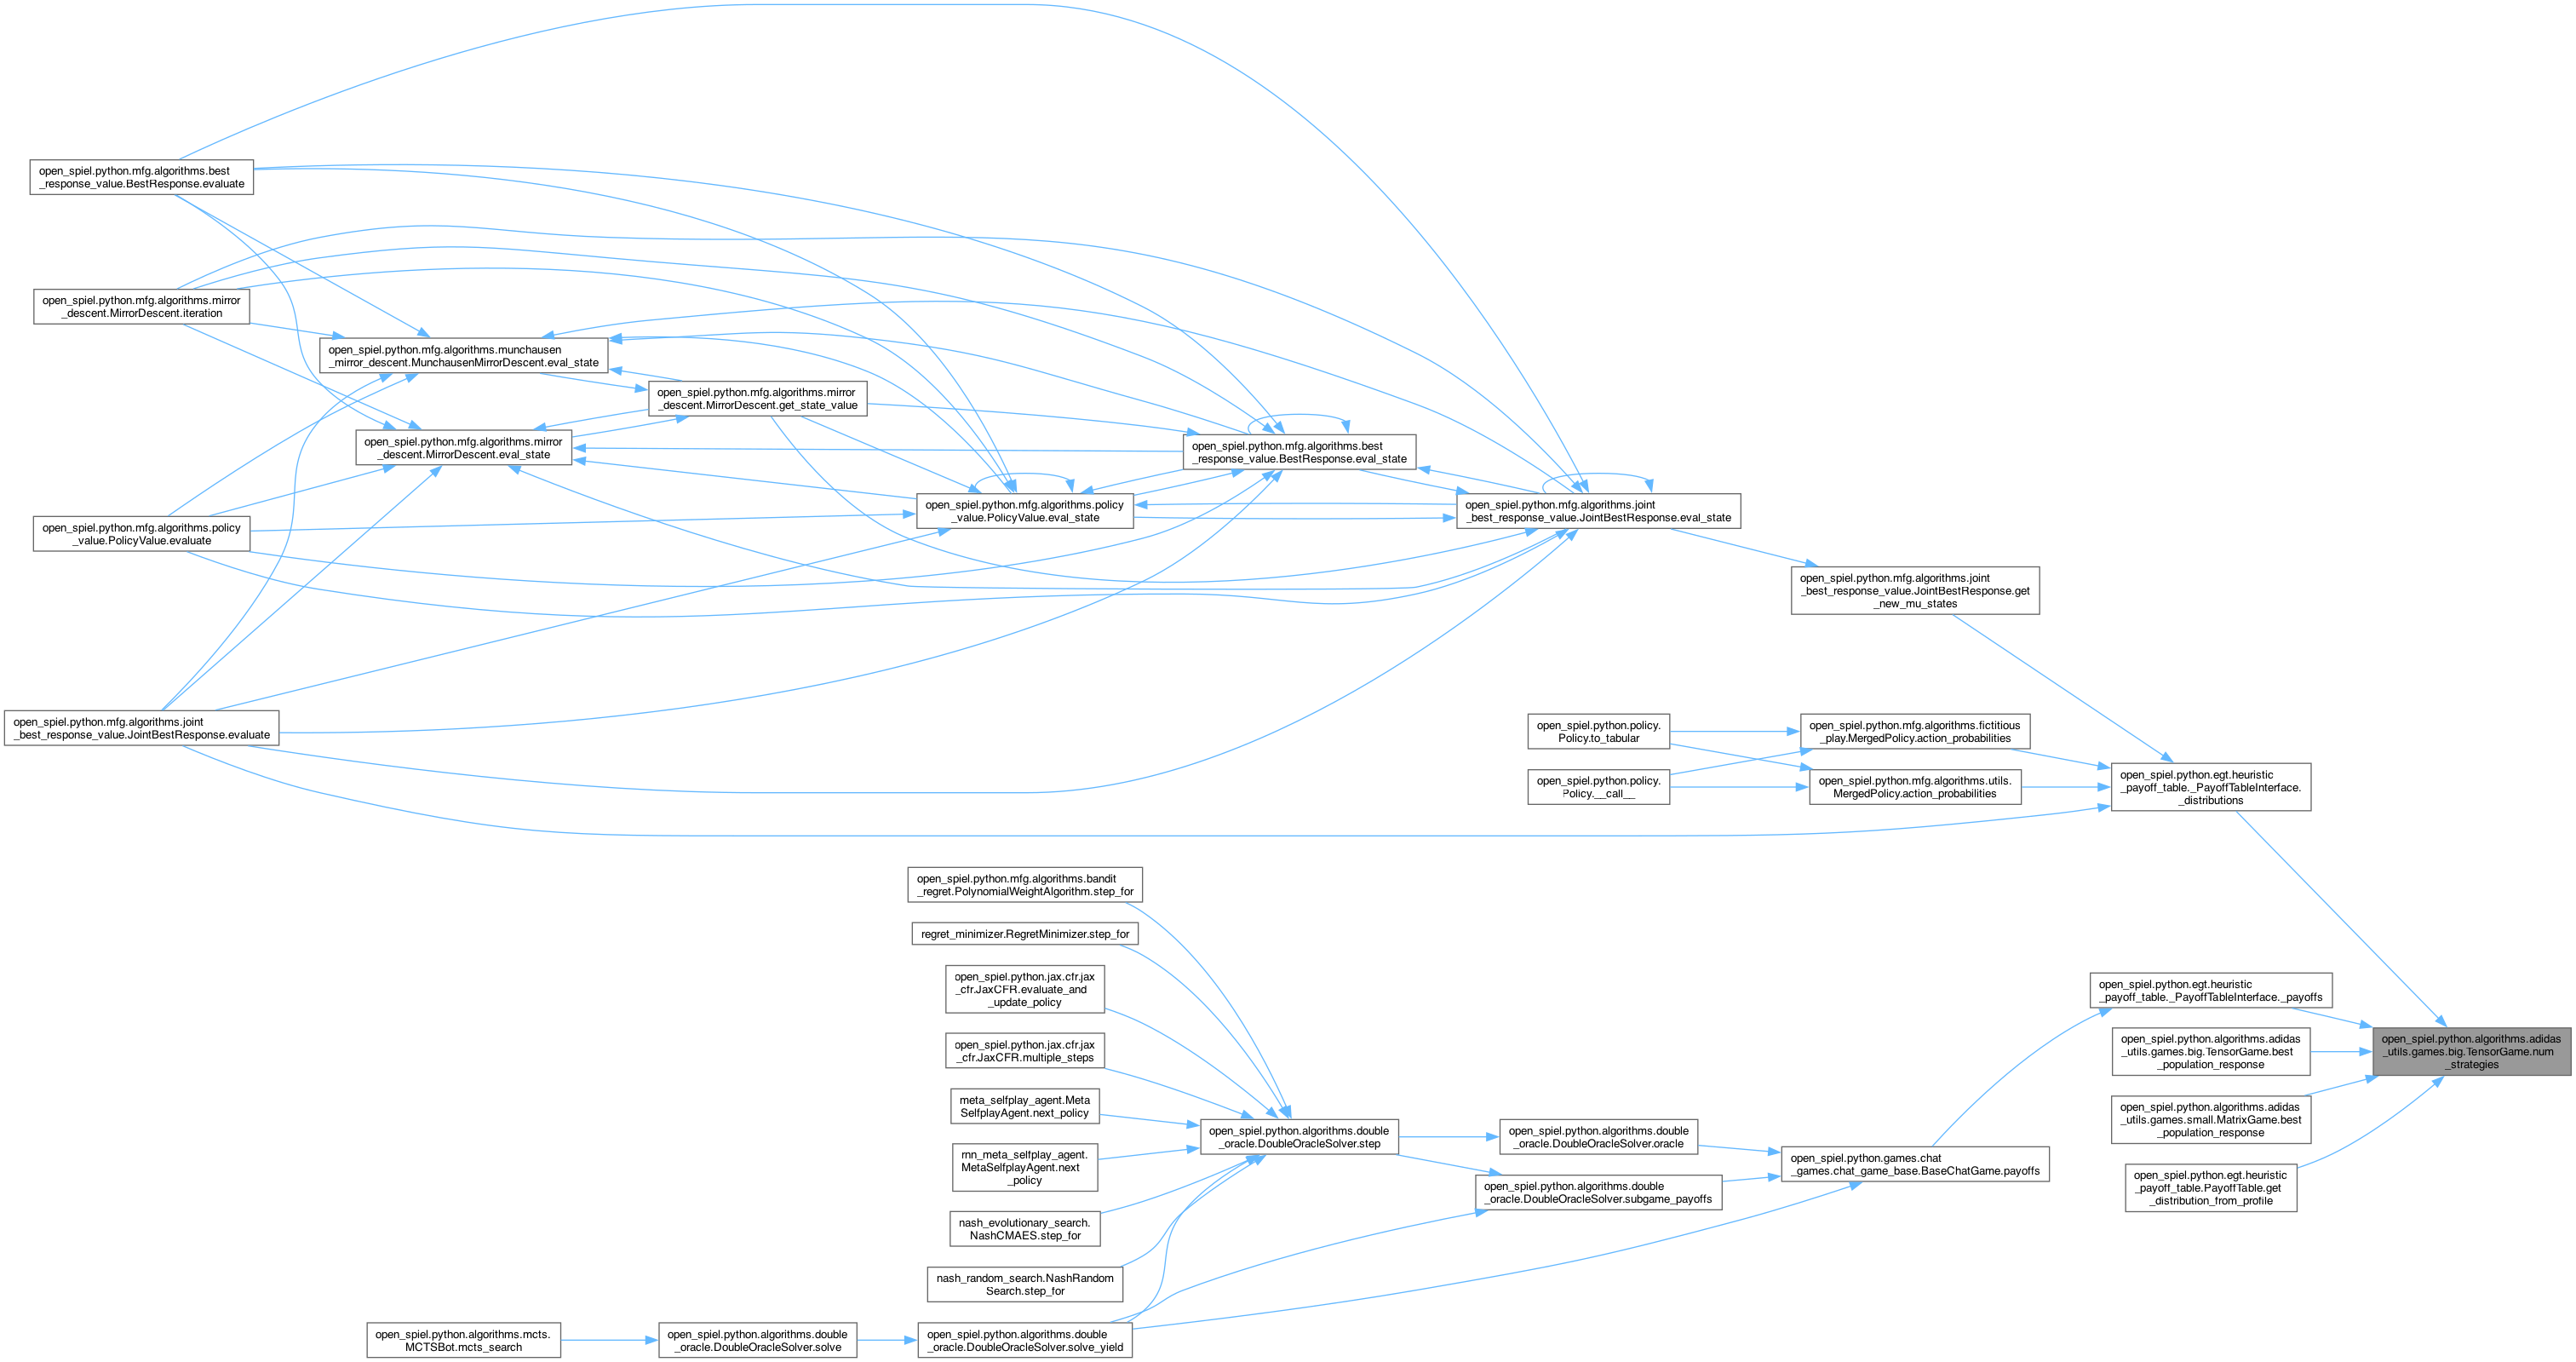 open_spiel.python.mfg.algorithms.best
_response_value.BestResponse.evaluate
open_spiel.python.mfg.algorithms.mirror
_descent.MirrorDescent.iteration
open_spiel.python.mfg.algorithms.munchausen
_mirror_descent.MunchausenMirrorDescent.eval_state
open_spiel.python.mfg.algorithms.mirror
_descent.MirrorDescent.get_state_value
open_spiel.python.mfg.algorithms.mirror
_descent.MirrorDescent.eval_state
open_spiel.python.mfg.algorithms.best
_response_value.BestResponse.eval_state
open_spiel.python.mfg.algorithms.policy
_value.PolicyValue.eval_state
open_spiel.python.mfg.algorithms.joint
_best_response_value.JointBestResponse.eval_state
open_spiel.python.mfg.algorithms.policy
_value.PolicyValue.evaluate
open_spiel.python.mfg.algorithms.joint
_best_response_value.JointBestResponse.get
_new_mu_states
open_spiel.python.mfg.algorithms.joint
_best_response_value.JointBestResponse.evaluate
open_spiel.python.policy.
Policy.to_tabular
open_spiel.python.mfg.algorithms.fictitious
_play.MergedPolicy.action_probabilities
open_spiel.python.policy.
Policy.__call__
open_spiel.python.mfg.algorithms.utils.
MergedPolicy.action_probabilities
open_spiel.python.egt.heuristic
_payoff_table._PayoffTableInterface.
_distributions
open_spiel.python.mfg.algorithms.bandit
_regret.PolynomialWeightAlgorithm.step_for
regret_minimizer.RegretMinimizer.step_for
open_spiel.python.jax.cfr.jax
_cfr.JaxCFR.evaluate_and
_update_policy
open_spiel.python.egt.heuristic
_payoff_table._PayoffTableInterface._payoffs
open_spiel.python.jax.cfr.jax
_cfr.JaxCFR.multiple_steps
open_spiel.python.algorithms.adidas
_utils.games.big.TensorGame.best
_population_response
open_spiel.python.algorithms.adidas
_utils.games.big.TensorGame.num
_strategies
meta_selfplay_agent.Meta
SelfplayAgent.next_policy
open_spiel.python.algorithms.adidas
_utils.games.small.MatrixGame.best
_population_response
open_spiel.python.algorithms.double
_oracle.DoubleOracleSolver.step
open_spiel.python.algorithms.double
_oracle.DoubleOracleSolver.oracle
rnn_meta_selfplay_agent.
MetaSelfplayAgent.next
_policy
open_spiel.python.games.chat
_games.chat_game_base.BaseChatGame.payoffs
open_spiel.python.algorithms.double
_oracle.DoubleOracleSolver.subgame_payoffs
open_spiel.python.egt.heuristic
_payoff_table.PayoffTable.get
_distribution_from_profile
nash_evolutionary_search.
NashCMAES.step_for
nash_random_search.NashRandom
Search.step_for
open_spiel.python.algorithms.mcts.
MCTSBot.mcts_search
open_spiel.python.algorithms.double
_oracle.DoubleOracleSolver.solve
open_spiel.python.algorithms.double
_oracle.DoubleOracleSolver.solve_yield